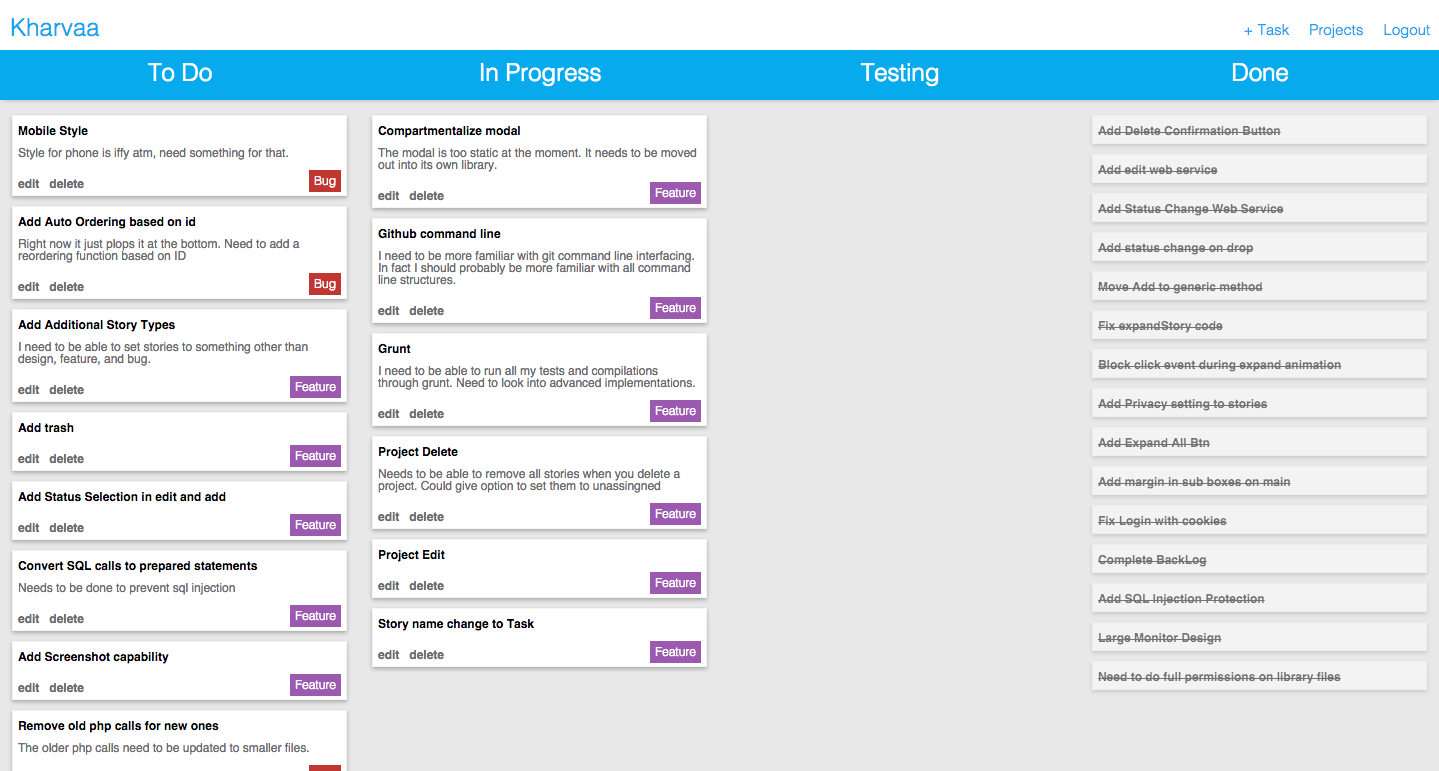 Kharvaa
+ Task
Projects
Logout
To Do
In Progress
Testing
Done
Mobile Style
Style for phone is iffy atm, need something for that.
edit delete
Bug
Add Auto Ordering based on id
Right now it just plops it at the bottom. Need to add a
reordering function based on ID
edit delete
Bug
Add Additional Story Types
I need to be able to set stories to something other than
design, feature, and bug.
edit delete
Feature
Add trash
edit delete
Feature
Add Status Selection in edit and add
edit delete
Feature
Convert SQL calls to prepared statements
Needs to be done to prevent sql injection
edit delete
Feature
Add Screenshot capability
edit delete
Feature
Remove old php calls for new ones
The older php calls need to be updated to smaller files.
Compartmentalize modal
The modal is too static at the moment. It needs to be moved
out into its own library.
edit delete
Feature
Github command line
I need to be more familiar with git command line interfacing.
In fact I should probably be more familiar with all command
line structures.
edit delete
Feature
Grunt
I need to be able to run all my tests and compilations
through grunt. Need to look into advanced implementations.
edit delete
Feature
Project Delete
Needs to be able to remove all stories when you delete a
project. Could give option to set them to unassingned
edit delete
Feature
Project Edit
edit delete
Feature
Story name change to Task
edit delete
Feature
Add Delete Confirmation Button
Add edit web service
Add Status Change Web Service
Add status change on drop
Move Add to generic method
Fix expandStory code
Block click event during expand animation
Add Privacy setting to stories
Add Expand All Btn
Add margin in sub boxes on main
Fix Login with cookies
Complete BackLog
Add SQL Injection Protection
Large Monitor Design
Need to do full permissions on library files